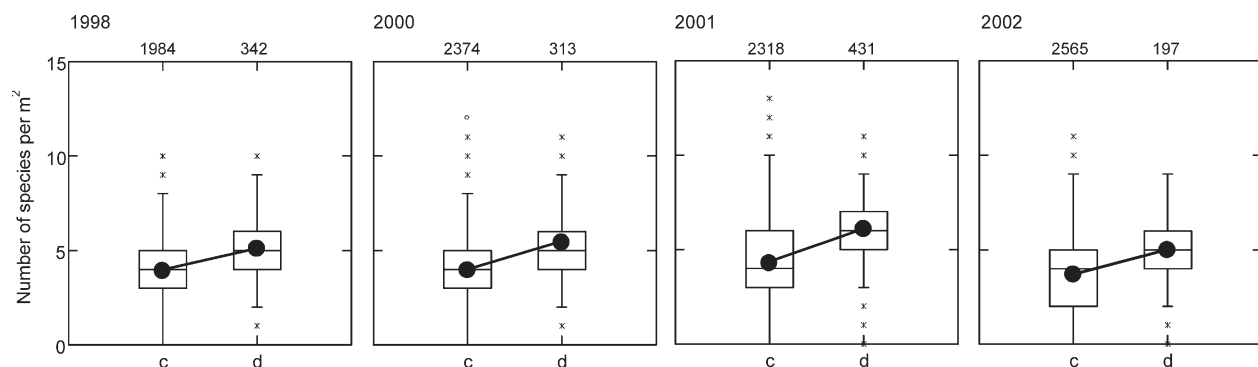 1998 2000 2001 2002
1984 342 2374 313 2318 431 2565 197
15
10
5
0
Number of species per m²
c d c d c d c d